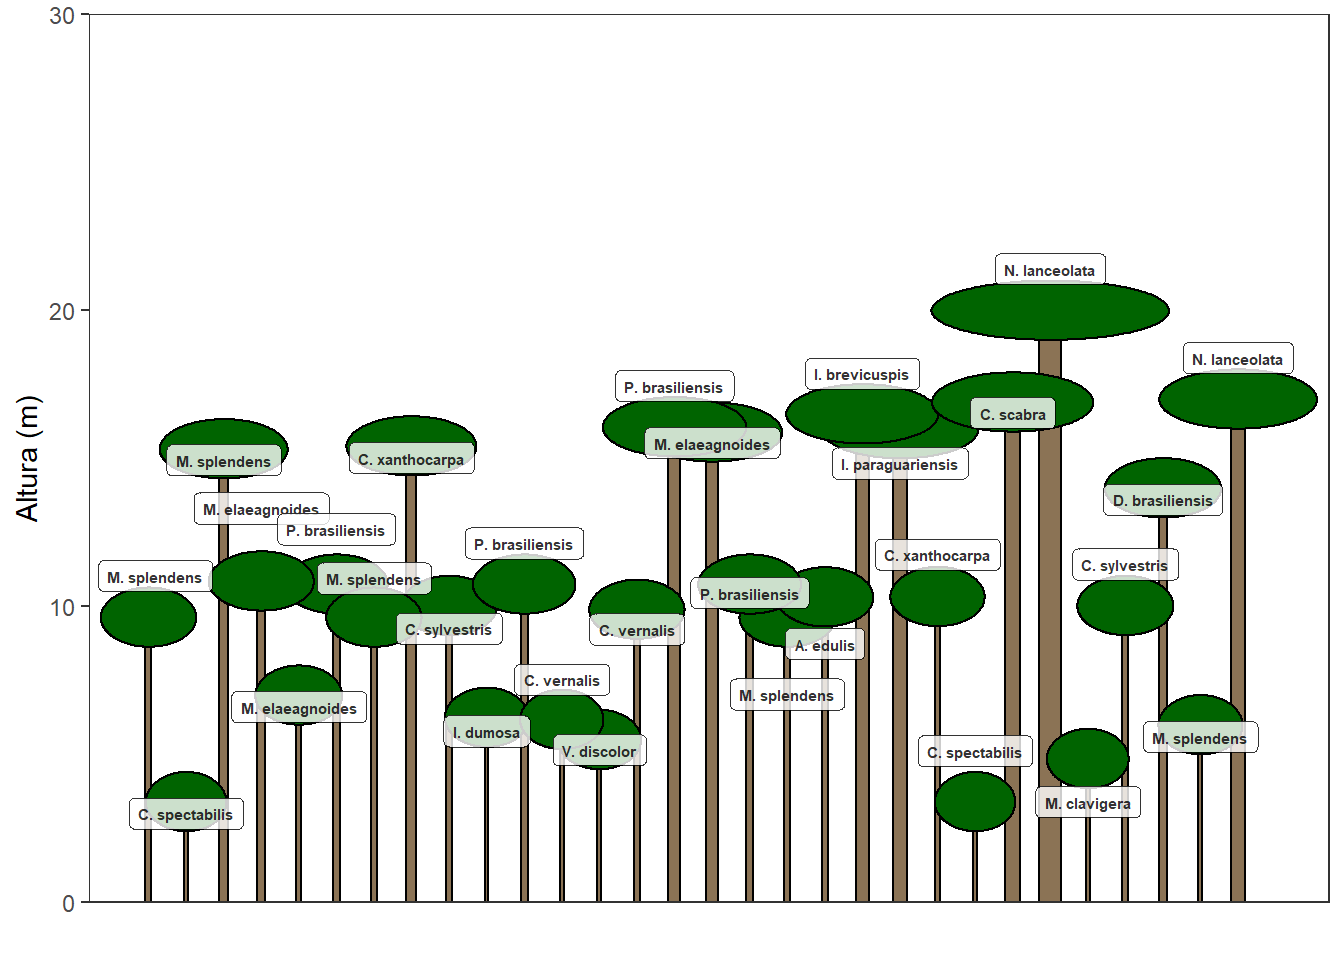 30
20
10
0
Altura (m)
N. lanceolata
N. lanceolata
I. brevicuspis
P. brasiliensis
C. scabra
M. elaeagnoides
M. splendens
C. xanthocarpa
I. paraguariensis
D. brasiliensis
M. elaeagnoides
P. brasiliensis
P. brasiliensis
C. xanthocarpa
C. sylvestris
M. splendens
M. splendens
P. brasiliensis
C. sylvestris
C. vernalis
A. edulis
C. vernalis
M. splendens
M. elaeagnoides
I. dumosa
M. splendens
V. discolor
C. spectabilis
M. clavigera
C. spectabilis